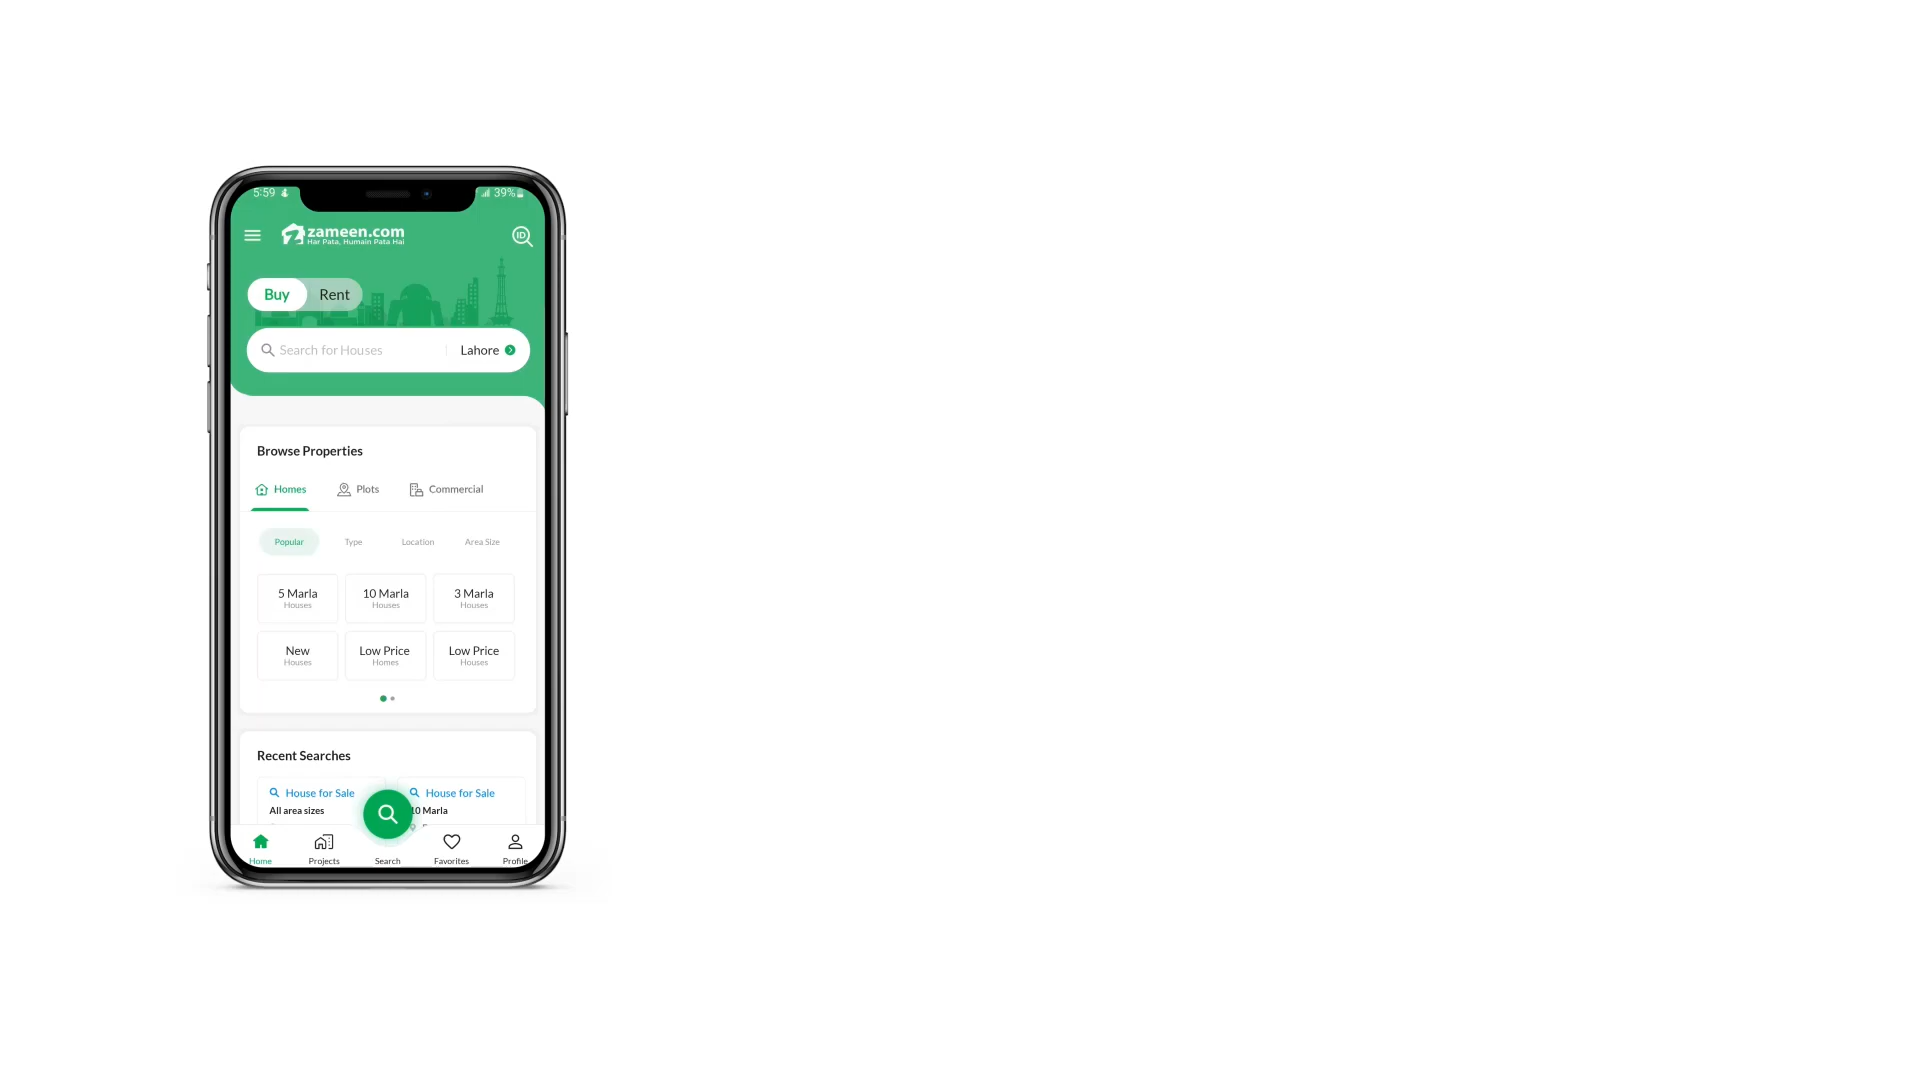 5:59 39%
zameen.com
Har Pata, Humain Pata Hai
ID
Buy Rent
Search for Houses Lahore
Browse Properties
Homes Plots Commercial
Popular Type Location Area Size
5 Marla 10 Marla 3 Marla
Houses Houses Houses
New Low Price Low Price
Houses Homes Houses
Recent Searches
House for Sale House for Sale
All area sizes 10 Marla
Home Projects Search Favorites Profile